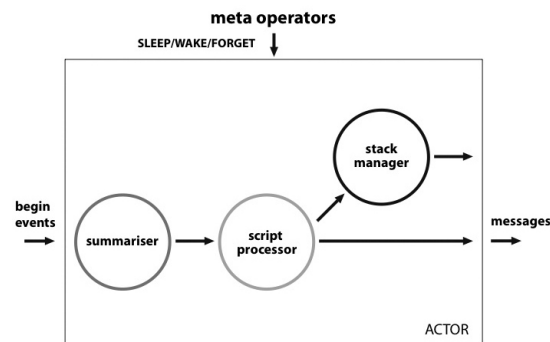 meta operators
SLEEP/WAKE/FORGET
stack
manager
begin
events
summariser
script
processor
messages
ACTOR